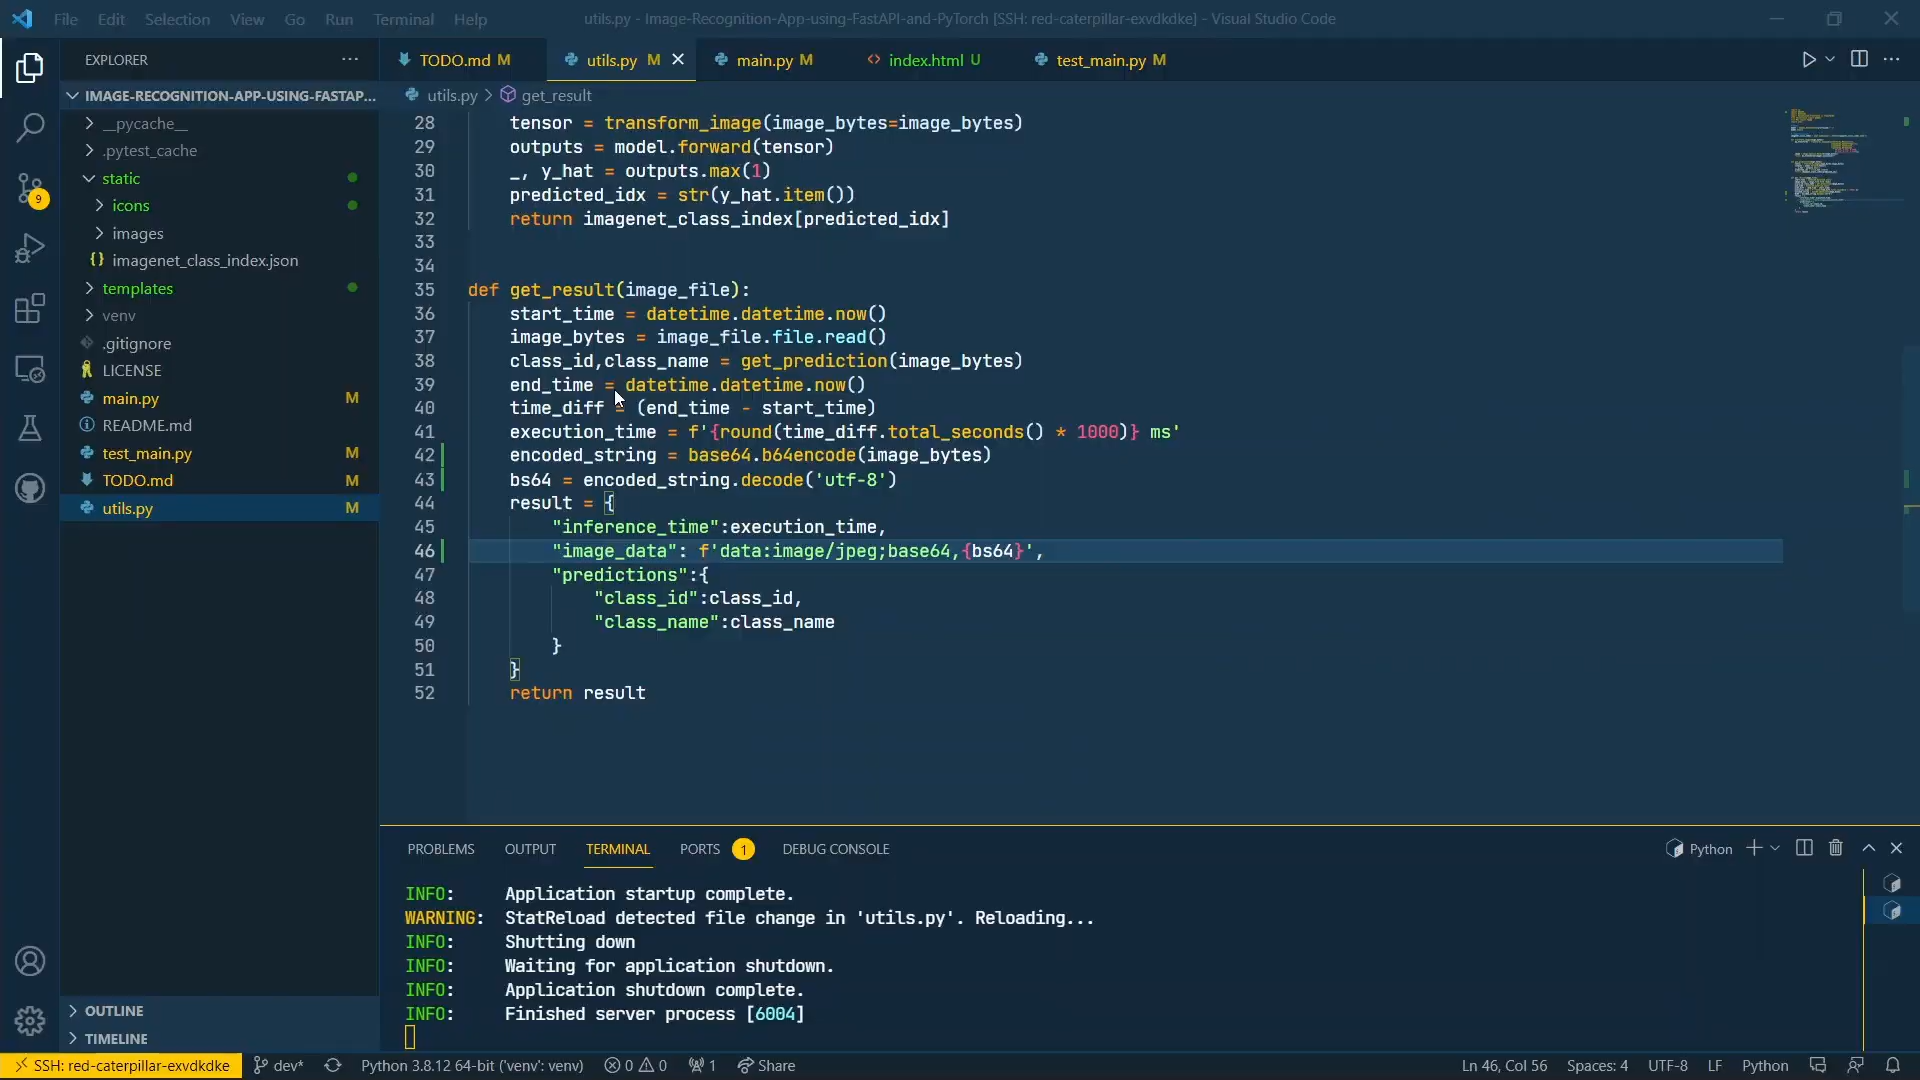 File Edit Selection View Go Run Terminal Help
utils.py - Image-Recognition-App-using-FastAPI-and-PyTorch [SSH: red-caterpillar-exvdkdke] - Visual Studio Code
EXPLORER
TODO.md M
utils.py M
main.py M
index.html U
test_main.py M
IMAGE-RECOGNITION-APP-USING-FASTAP...
utils.py > get_result
__pycache__
.pytest_cache
static
icons
images
imagenet_class_index.json
templates
venv
.gitignore
LICENSE
main.py M
README.md
test_main.py M
TODO.md M
utils.py M
9
OUTLINE
TIMELINE
28 tensor = transform_image(image_bytes=image_bytes)
29 outputs = model.forward(tensor)
30 _, y_hat = outputs.max(1)
31 predicted_idx = str(y_hat.item())
32 return imagenet_class_index[predicted_idx]
33
34
35 def get_result(image_file):
36 start_time = datetime.datetime.now()
37 image_bytes = image_file.file.read()
38 class_id,class_name = get_prediction(image_bytes)
39 end_time = datetime.datetime.now()
40 time_diff = (end_time - start_time)
41 execution_time = f'{round(time_diff.total_seconds() * 1000)} ms'
42 encoded_string = base64.b64encode(image_bytes)
43 bs64 = encoded_string.decode('utf-8')
44 result = {
45 "inference_time":execution_time,
46 "image_data": f'data:image/jpeg;base64,{bs64}',
47 "predictions":{
48 "class_id":class_id,
49 "class_name":class_name
50 }
51 }
52 return result
PROBLEMS OUTPUT TERMINAL PORTS 1 DEBUG CONSOLE
Python
INFO: Application startup complete.
WARNING: StatReload detected file change in 'utils.py'. Reloading...
INFO: Shutting down
INFO: Waiting for application shutdown.
INFO: Application shutdown complete.
INFO: Finished server process [6004]
SSH: red-caterpillar-exvdkdke dev* Python 3.8.12 64-bit ('venv': venv) 0 0 1 Share
Ln 46, Col 56 Spaces: 4 UTF-8 LF Python